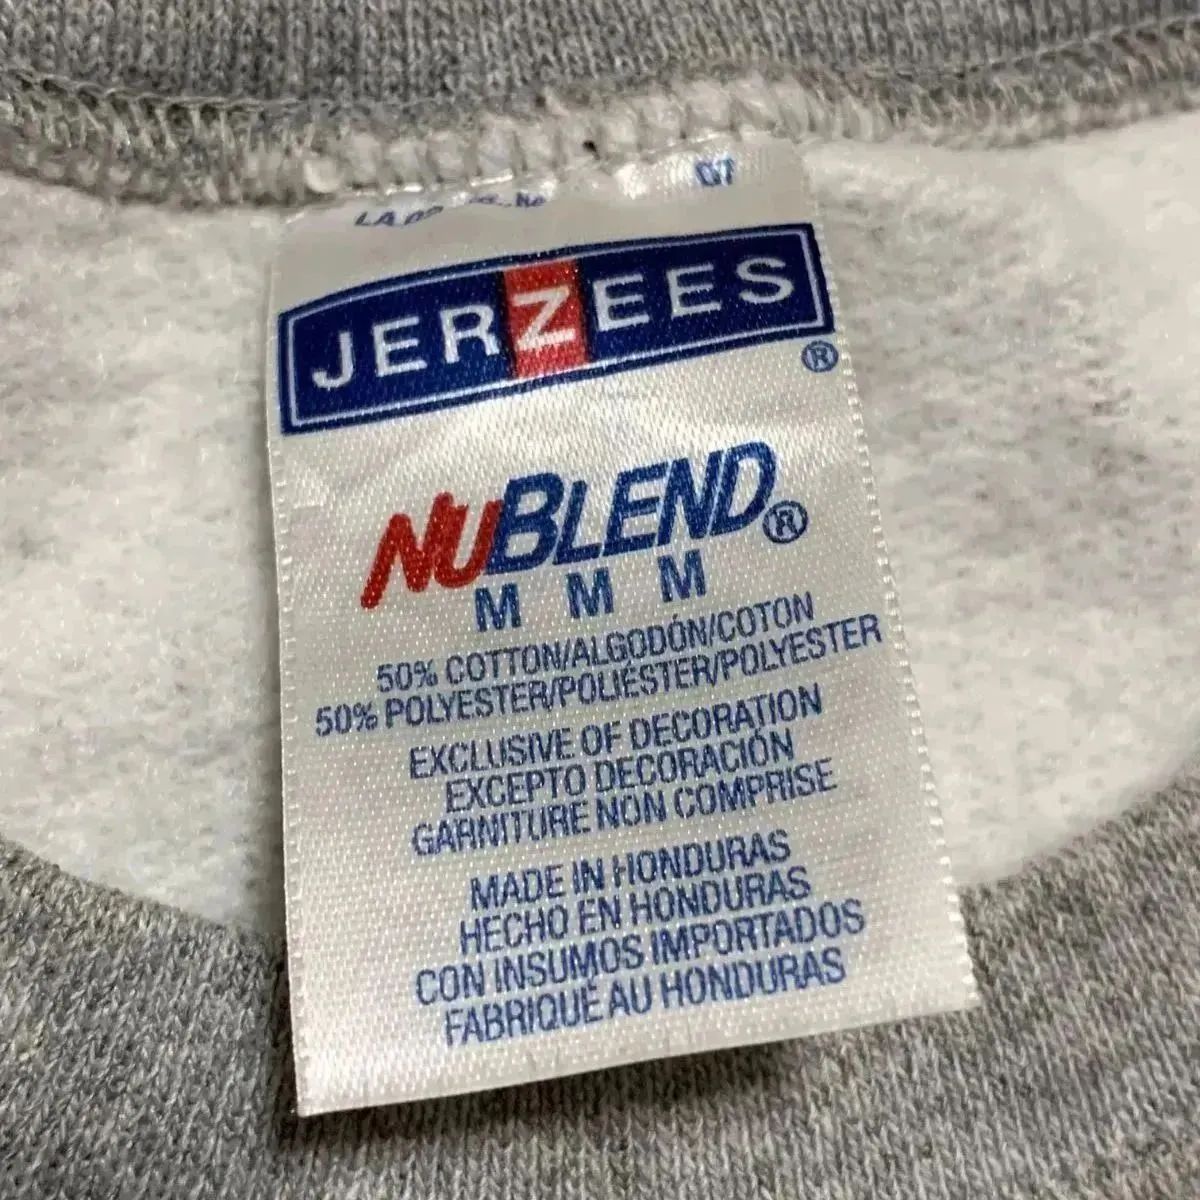 07
JERZEES®
NUBLEND®
M M M
50% COTTON/ALGODÓN/COTON
50% POLYESTER/POLIÉSTER/POLYESTER
EXCLUSIVE OF DECORATION
EXCEPTO DECORACIÓN
GARNITURE NON COMPRISE
MADE IN HONDURAS
HECHO EN HONDURAS
CON INSUMOS IMPORTADOS
FABRIQUÉ AU HONDURAS